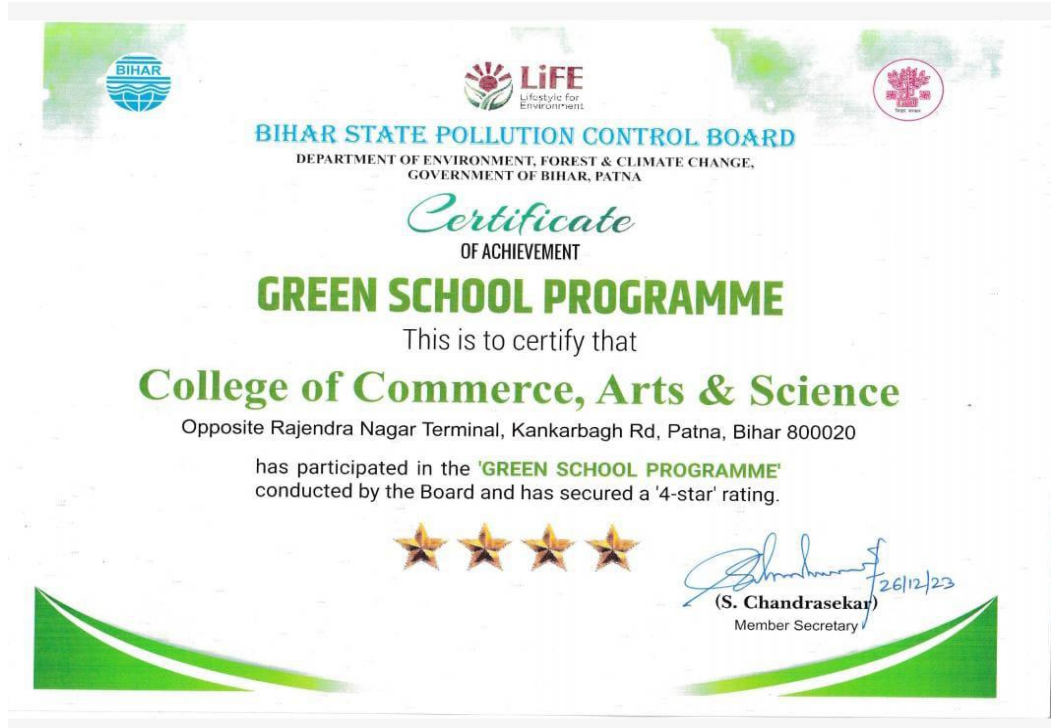 BIHAR
LiFE
Lifestyle for
Environment
BIHAR STATE POLLUTION CONTROL BOARD
DEPARTMENT OF ENVIRONMENT, FOREST & CLIMATE CHANGE,
GOVERNMENT OF BIHAR, PATNA
Certificate
OF ACHIEVEMENT
GREEN SCHOOL PROGRAMME
This is to certify that
College of Commerce, Arts & Science
Opposite Rajendra Nagar Terminal, Kankarbagh Rd, Patna, Bihar 800020
has participated in the 'GREEN SCHOOL PROGRAMME'
conducted by the Board and has secured a '4-star' rating.
26/12/23
(S. Chandrasekar)
Member Secretary